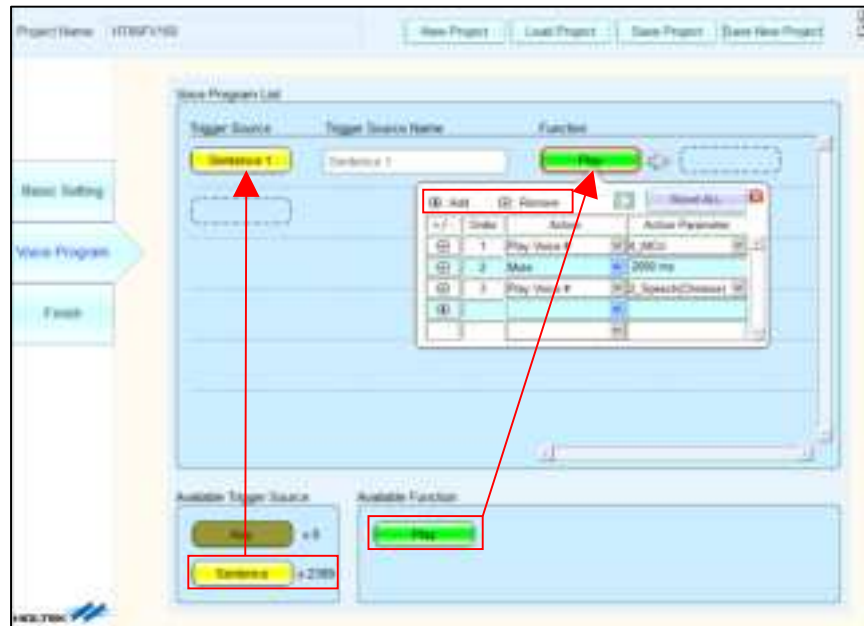 Project Name
New Project Load Project Save Project Save New Project
Voice Program List
Trigger Source Trigger Source Name Function
Sentence 1 Sentence 1 Play
Add Remove Reset ALL
+/- Order Action Action Parameter
1 Play Voice #
2 Mute 2000 ms
3 Play Voice #
Basic Setting
Voice Program
Finish
Available Trigger Source Available Function
Key Play
Sentence
HOLTEK